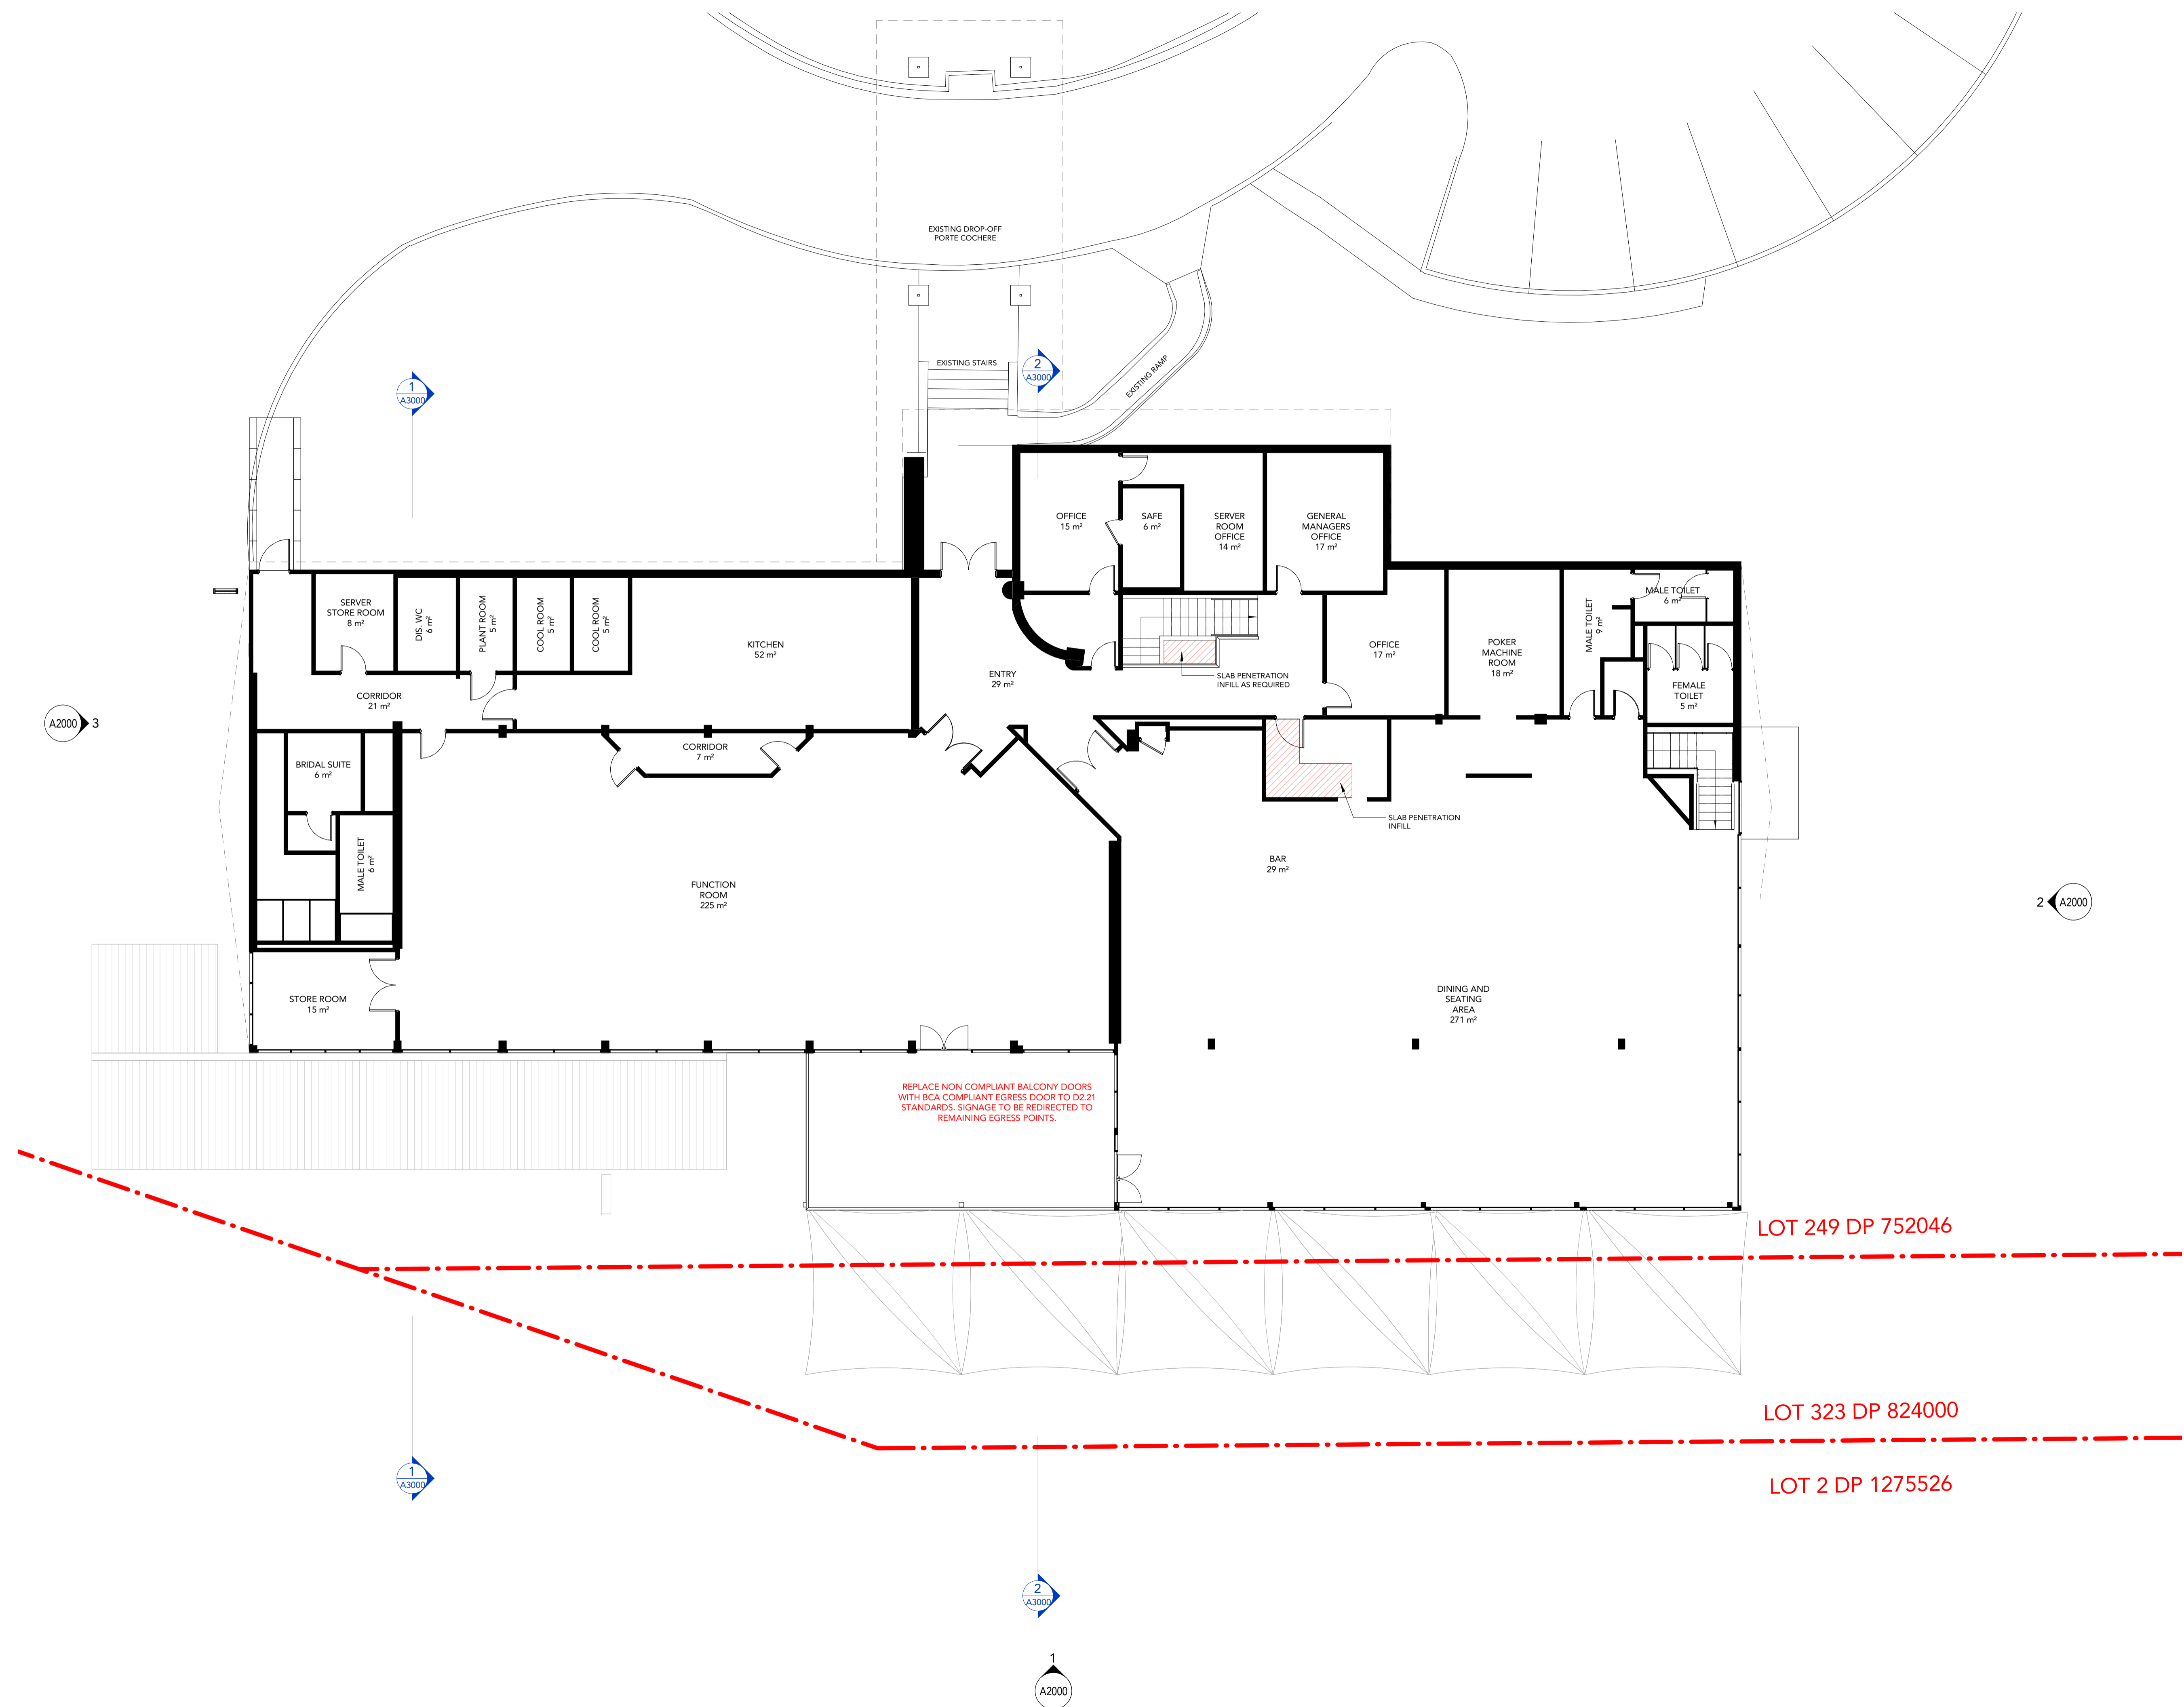 EXISTING DROP-OFF
PORTE COCHERE
EXISTING STAIRS
EXISTING RAMP
1
A3000
2
A3000
OFFICE
15 m²
SAFE
6 m²
SERVER
ROOM
OFFICE
14 m²
GENERAL
MANAGERS
OFFICE
17 m²
SERVER
STORE ROOM
8 m²
DIS. WC
6 m²
PLANT ROOM
5 m²
COOL ROOM
5 m²
COOL ROOM
5 m²
KITCHEN
52 m²
ENTRY
29 m²
SLAB PENETRATION
INFILL AS REQUIRED
OFFICE
17 m²
POKER
MACHINE
ROOM
18 m²
MALE TOILET
9 m²
MALE TOILET
6 m²
FEMALE
TOILET
5 m²
CORRIDOR
21 m²
A2000
3
BRIDAL SUITE
6 m²
CORRIDOR
7 m²
SLAB PENETRATION
INFILL
MALE TOILET
6 m²
FUNCTION
ROOM
225 m²
BAR
29 m²
2
A2000
STORE ROOM
15 m²
DINING AND
SEATING
AREA
271 m²
REPLACE NON COMPLIANT BALCONY DOORS
WITH BCA COMPLIANT EGRESS DOOR TO D2.21
STANDARDS. SIGNAGE TO BE REDIRECTED TO
REMAINING EGRESS POINTS.
LOT 249 DP 752046
LOT 323 DP 824000
LOT 2 DP 1275526
1
A3000
2
A3000
1
A2000